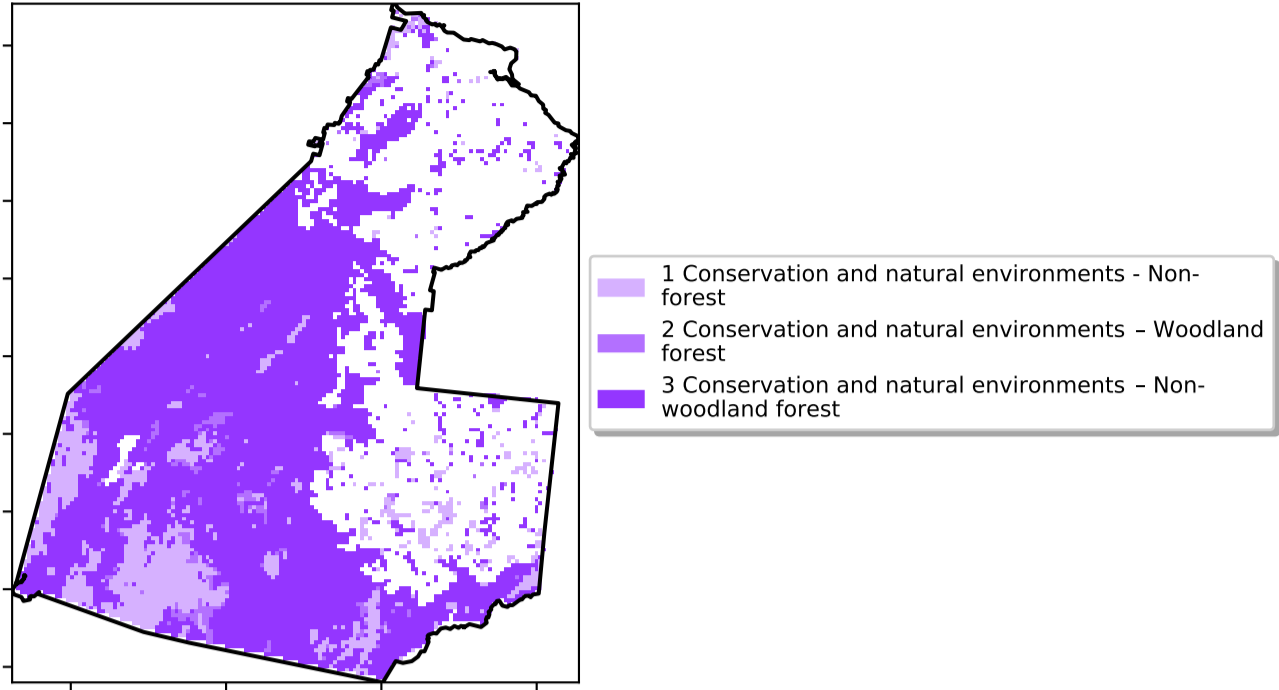 1 Conservation and natural environments - Non-
forest
2 Conservation and natural environments – Woodland
forest
3 Conservation and natural environments – Non-
woodland forest